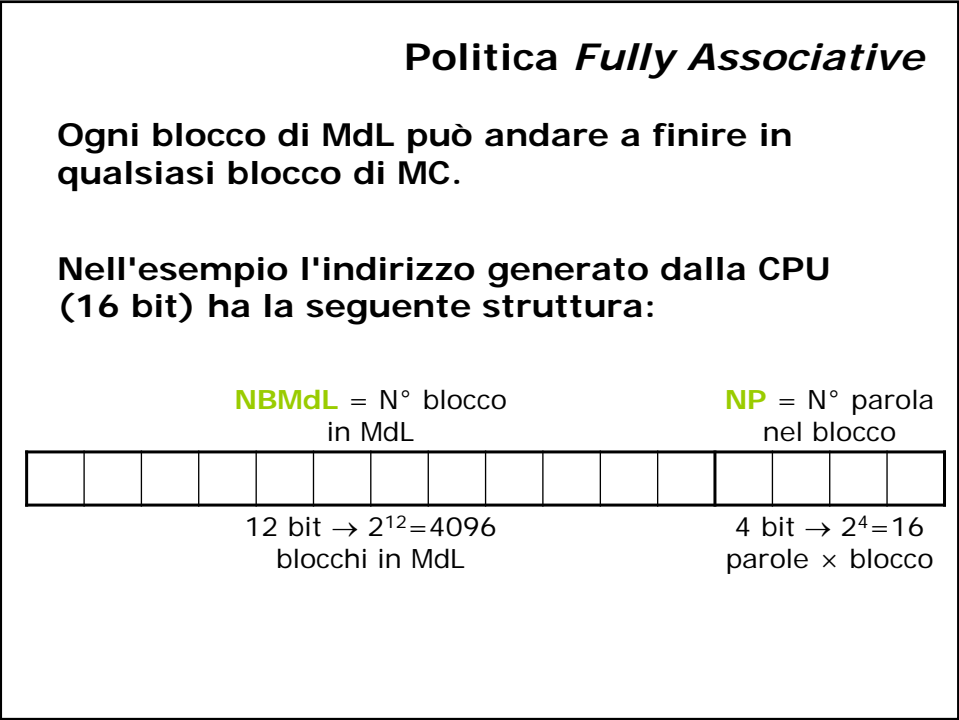 Politica Fully Associative
Ogni blocco di MdL può andare a finire in
qualsiasi blocco di MC.
Nell'esempio l'indirizzo generato dalla CPU
(16 bit) ha la seguente struttura:
NBMdL = N° blocco
in MdL
NP = N° parola
nel blocco
12 bit → 2¹²=4096
blocchi in MdL
4 bit → 2⁴=16
parole × blocco